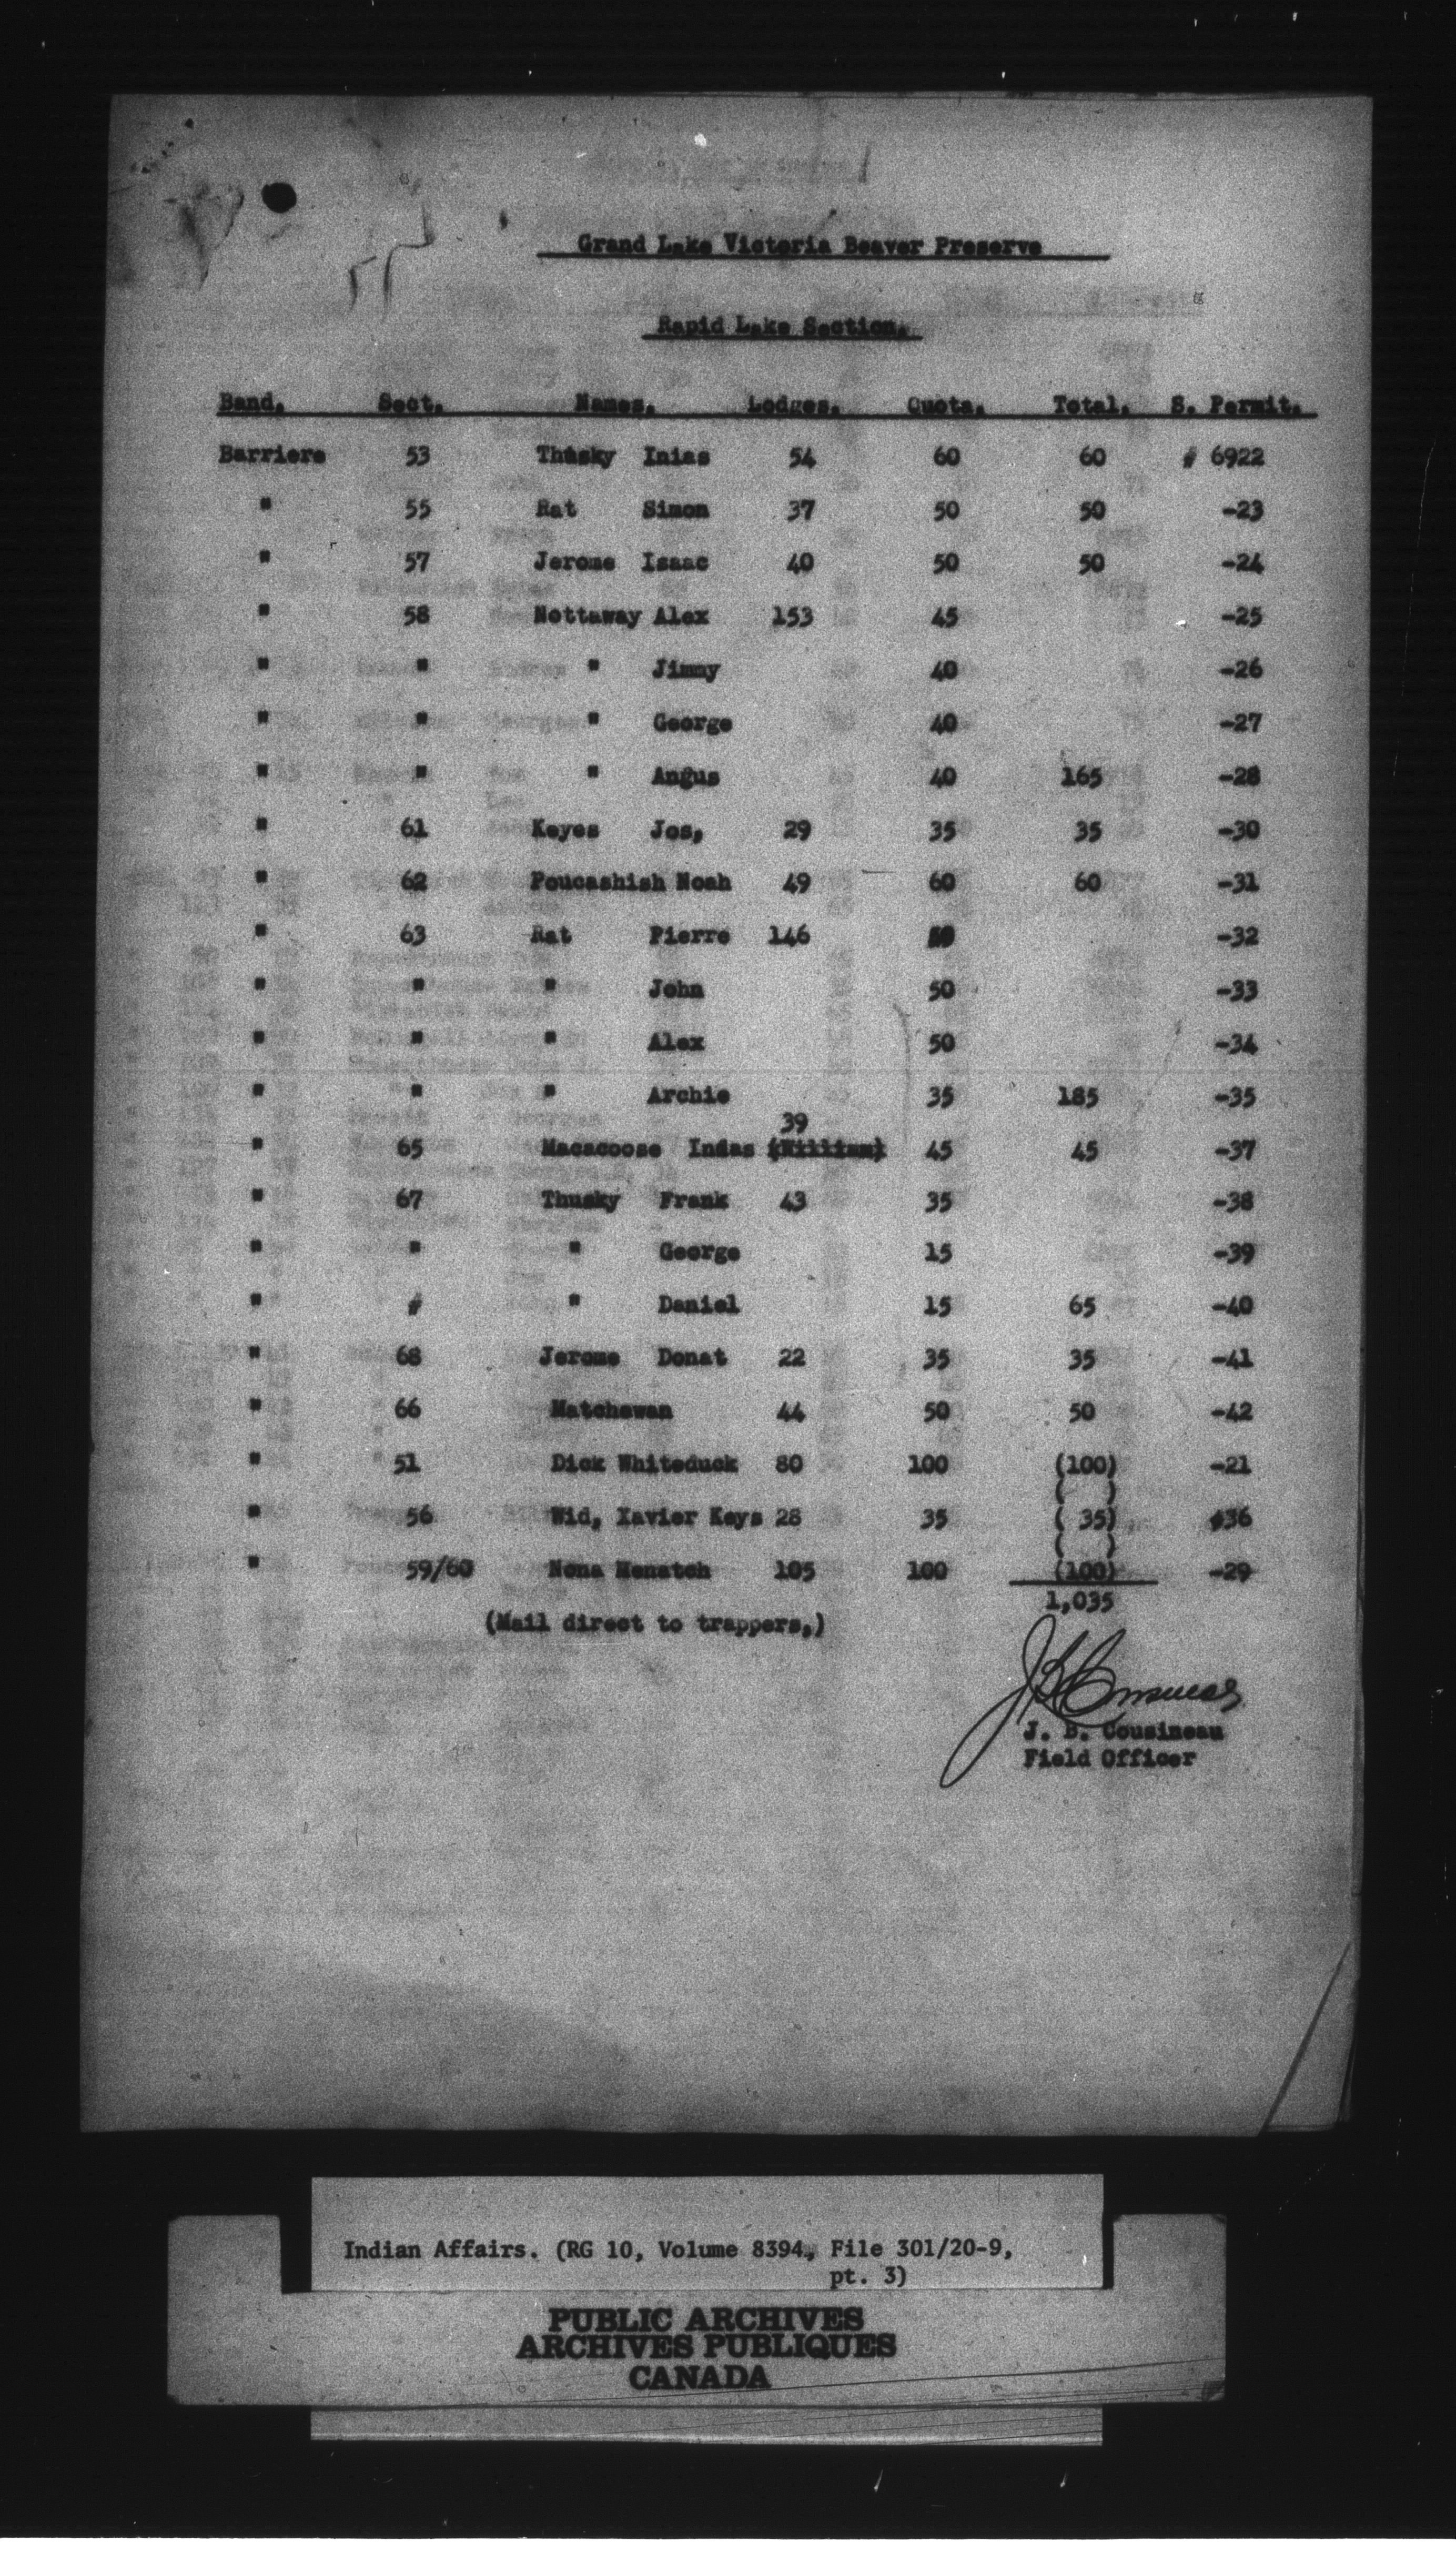 Grand Lake Victoria Beaver Preserve
Rapid Lake Section.
Band. Sect. Names. Lodges. Quota. Total. S. Permit.
Barriere 53 Thusky Inias 54 60 60 # 6922
" 55 Rat Simon 37 50 50 -23
" 57 Jerome Isaac 40 50 50 -24
" 58 Nottaway Alex 153 45 -25
" " " Jimmy 40 -26
" " " George 40 -27
" " " Angus 40 165 -28
" 61 Keyes Jos, 29 35 35 -30
" 62 Poucashish Noah 49 60 60 -31
" 63 Rat Pierre 146 -32
" " " John 50 -33
" " " Alex 50 -34
" " " Archie 35 185 -35
39
" 65 Macacoose Indas (William) 45 45 -37
" 67 Thusky Frank 43 35 -38
" " " George 15 -39
" # " Daniel 15 65 -40
" 68 Jerome Donat 22 35 35 -41
" 66 Matchewan 44 50 50 -42
" 51 Dick Whiteduck 80 100 (100) -21
( )
" 56 Wid, Xavier Keys 28 35 ( 35) #36
( )
" 59/60 Nona Menatch 105 100 (100) -29
1,035
(Mail direct to trappers,)
J B Cousineau
J. B. Cousineau
Field Officer
Indian Affairs. (RG 10, Volume 8394, File 301/20-9,
pt. 3)
PUBLIC ARCHIVES
ARCHIVES PUBLIQUES
CANADA